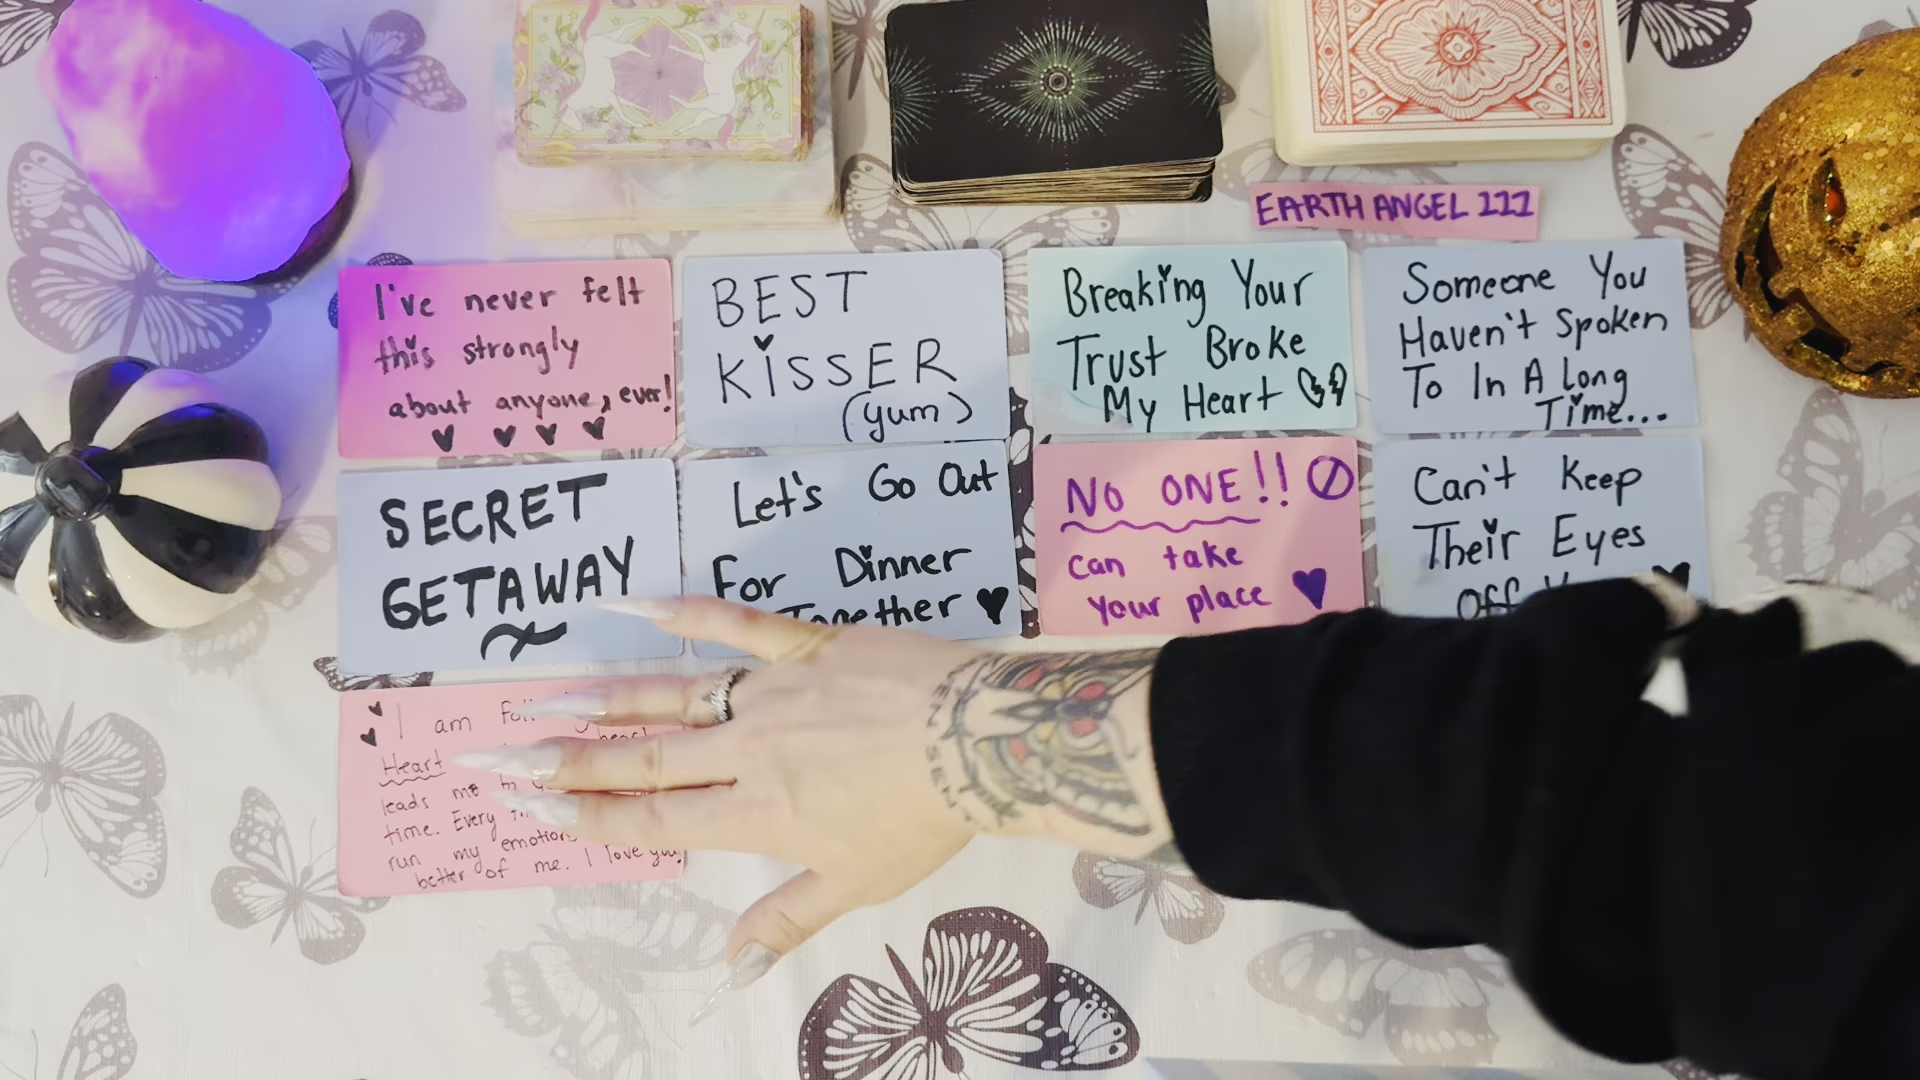 EARTH ANGEL 111
I've never felt
this strongly
about anyone, ever!
BEST
KISSER
(yum)
Breaking Your
Trust Broke
My Heart
Someone You
Haven't Spoken
To In A Long
Time...
SECRET
GETAWAY
Let's Go Out
For Dinner
Together
NO ONE!!
can take
your place
Can't Keep
Their Eyes
Off
I am
Heart
leads me to
time. Every
run my emotions
better of me. I love you!